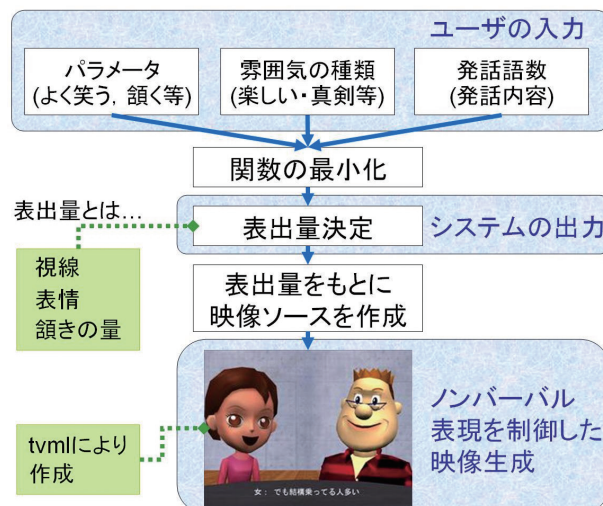 ユーザの入力
パラメータ
(よく笑う, 頷く等)
雰囲気の種類
(楽しい・真剣等)
発話語数
(発話内容)
関数の最小化
表出量とは…
表出量決定
システムの出力
視線
表情
頷きの量
表出量をもとに
映像ソースを作成
tvmlにより
作成
ノンバーバル
表現を制御した
映像生成
女： でも結構乗ってる人多い